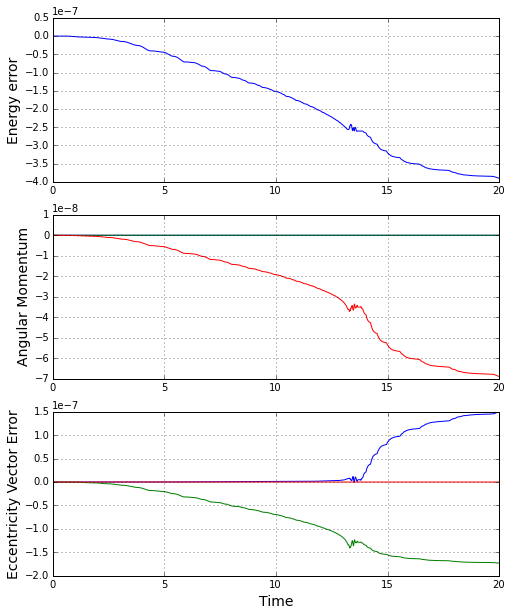 1e−7
0.5
0.0
−0.5
−1.0
−1.5
−2.0
−2.5
−3.0
−3.5
−4.0
Energy error
0 5 10 15 20
1e−8
1
0
−1
−2
−3
−4
−5
−6
−7
Angular Momentum
0 5 10 15 20
1e−7
1.5
1.0
0.5
0.0
−0.5
−1.0
−1.5
−2.0
Eccentricity Vector Error
0 5 10 15 20
Time